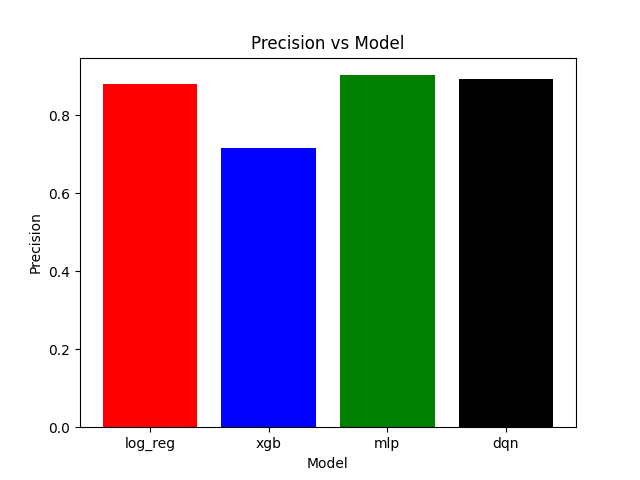 Precision vs Model
Precision
0.8
0.6
0.4
0.2
0.0
log_reg xgb mlp dqn
Model